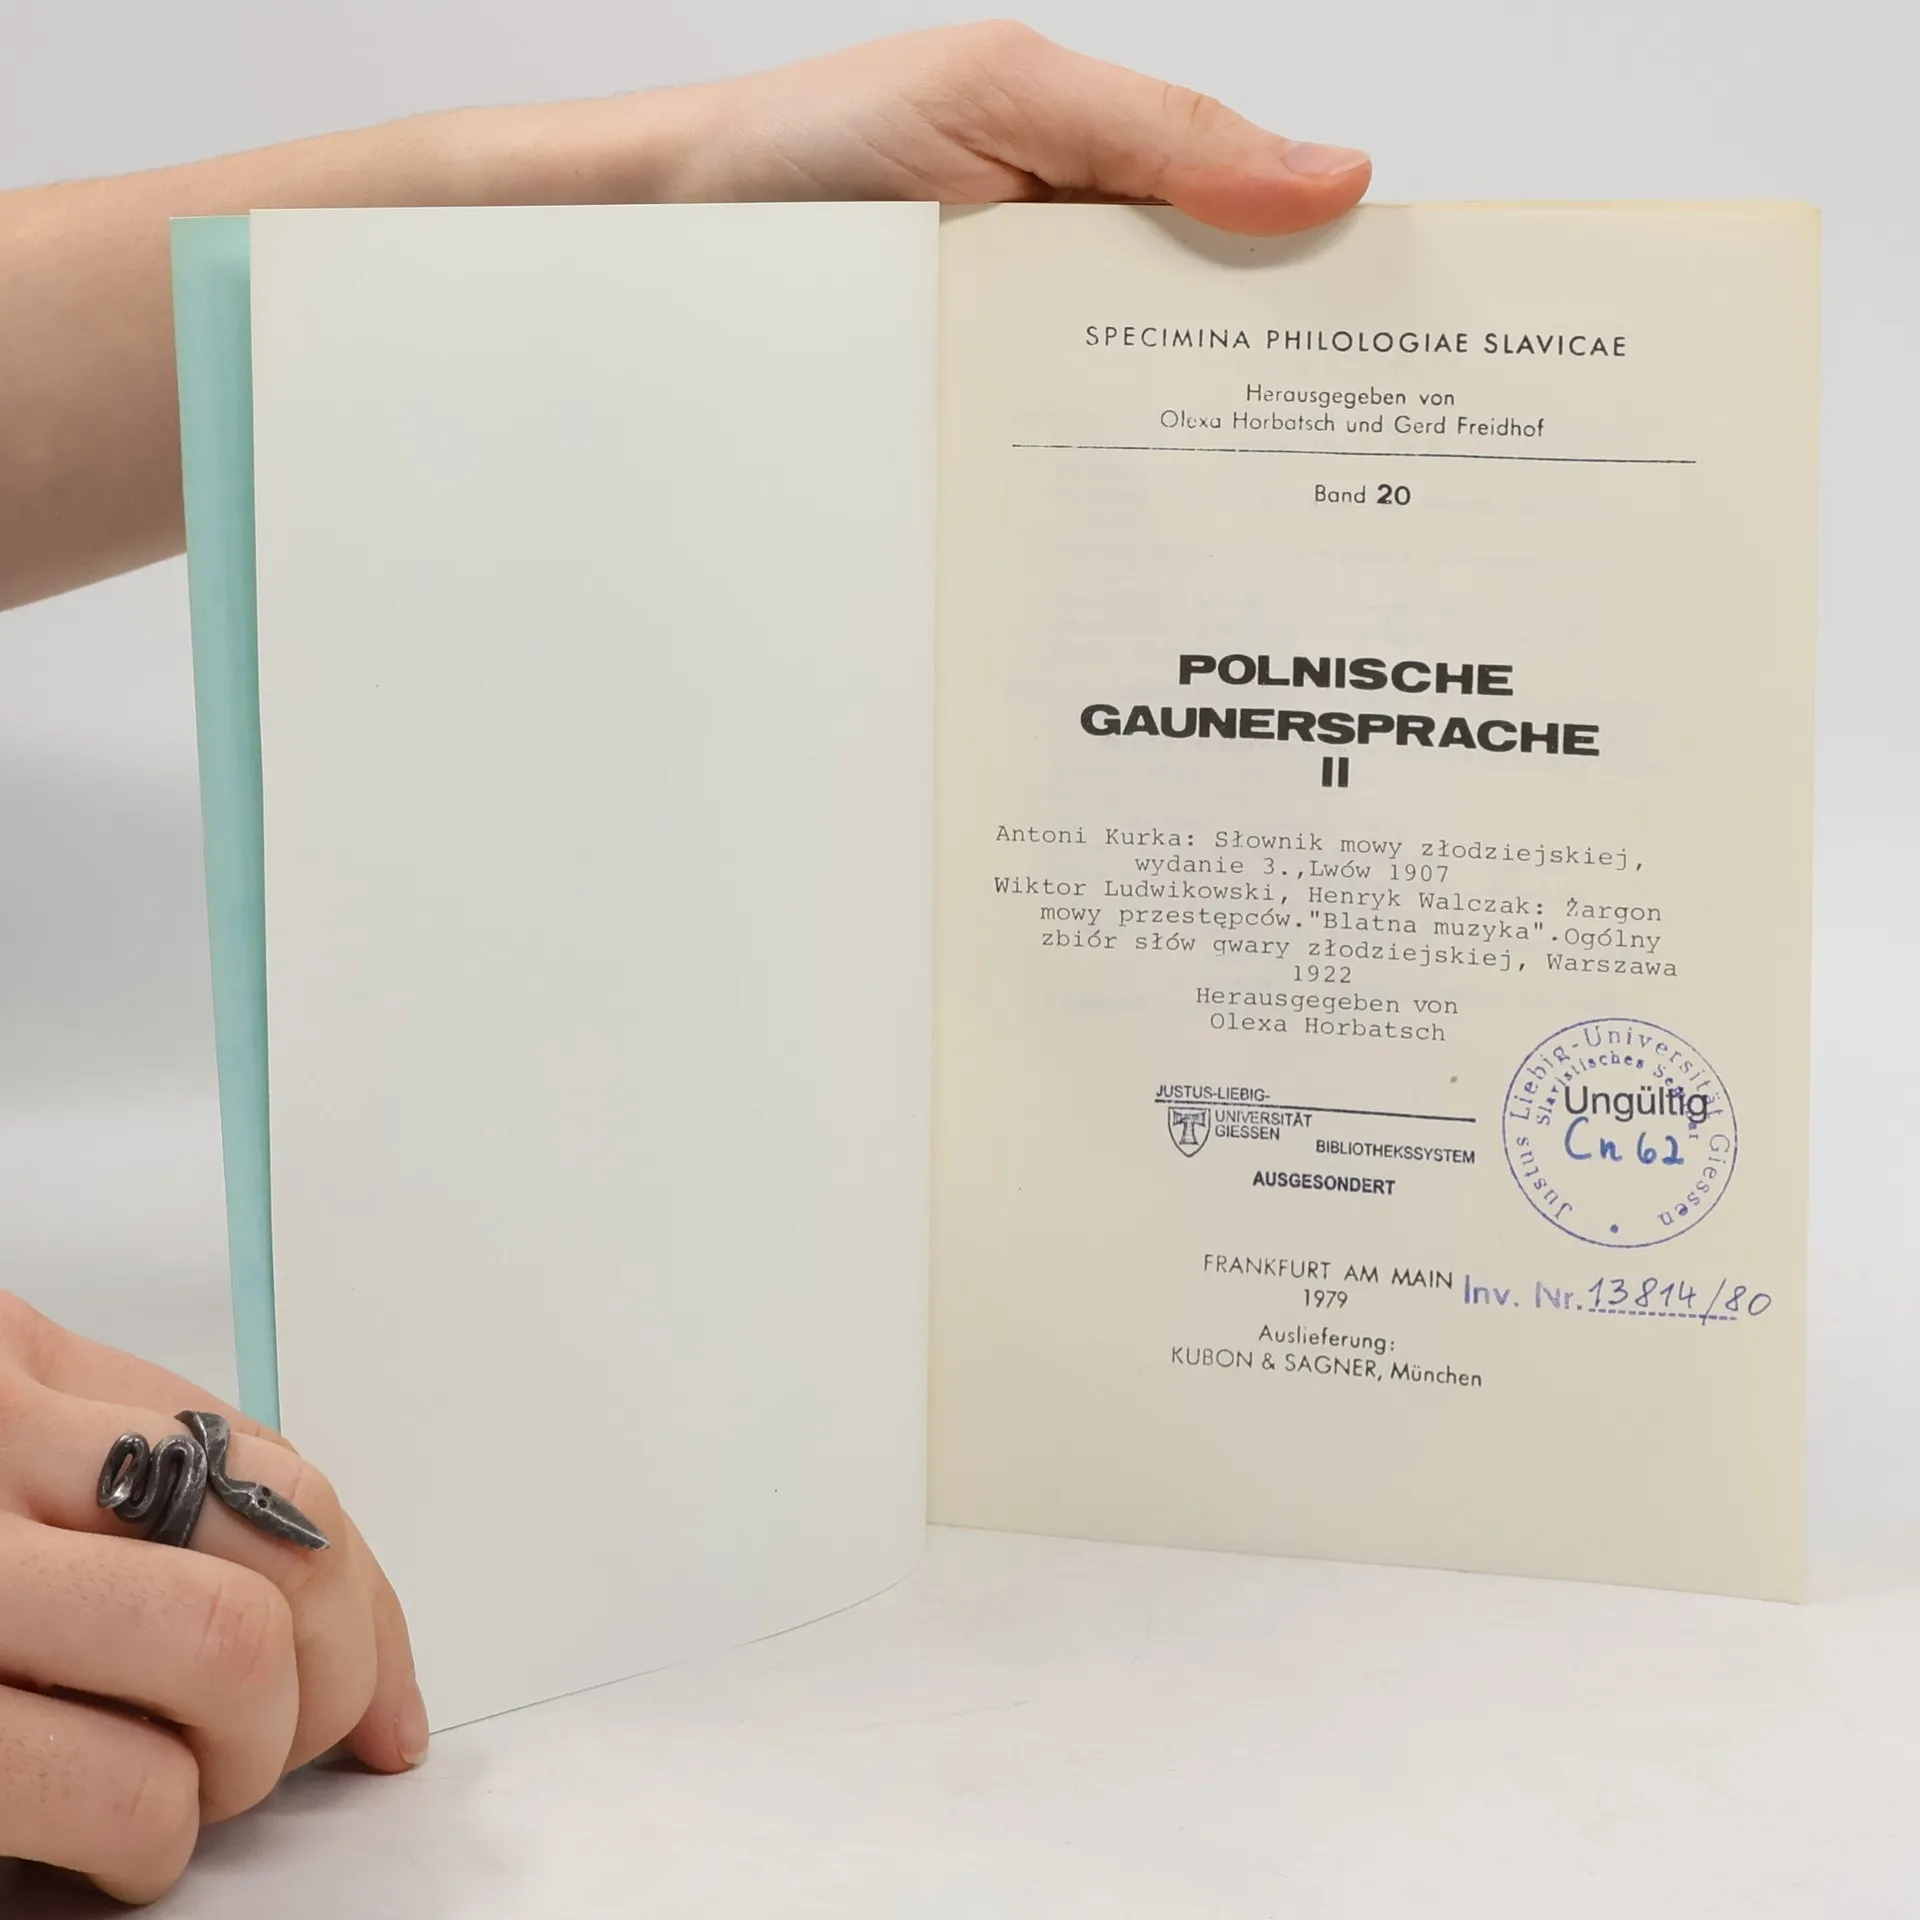 SPECIMINA PHILOLOGIAE SLAVICAE
Herausgegeben von
Olexa Horbatsch und Gerd Freidhof
Band 20
POLNISCHE
GAUNERSPRACHE
II
Antoni Kurka: Słownik mowy złodziejskiej,
wydanie 3.,Lwów 1907
Wiktor Ludwikowski, Henryk Walczak: Żargon
mowy przestępców."Blatna muzyka".Ogólny
zbiór słów gwary złodziejskiej, Warszawa
1922
Herausgegeben von
Olexa Horbatsch
JUSTUS-LIEBIG-
UNIVERSITÄT
GIESSEN
BIBLIOTHEKSSYSTEM
AUSGESONDERT
Justus Liebig-Universität Giessen
Slavistisches Seminar
Ungültig
Cn 62
FRANKFURT AM MAIN
1979
Inv. Nr. 13814/80
Auslieferung:
KUBON & SAGNER, München